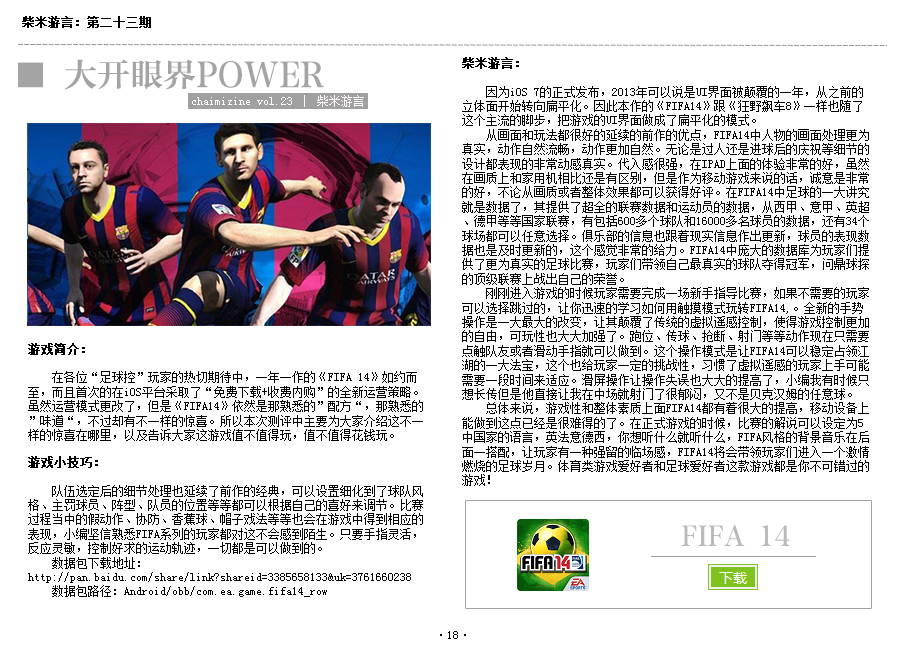 柴米游言：第二十三期
大开眼界POWER
chaimizine vol.23 | 柴米游言
QATAR
AIRWAYS
游戏简介：
在各位“足球控”玩家的热切期待中，一年一作的《FIFA 14》如约而
至，而且首次的在iOS平台采取了“免费下载+收费内购”的全新运营策略。
虽然运营模式更改了，但是《FIFA14》依然是那熟悉的”配方“，那熟悉的
”味道“，不过却有不一样的惊喜。所以本次测评中主要为大家介绍这不一
样的惊喜在哪里，以及告诉大家这游戏值不值得玩，值不值得花钱玩。
游戏小技巧：
队伍选定后的细节处理也延续了前作的经典，可以设置细化到了球队风
格、主罚球员、阵型、队员的位置等等都可以根据自己的喜好来调节。比赛
过程当中的假动作、协防、香蕉球、帽子戏法等等也会在游戏中得到相应的
表现，小编坚信熟悉FIFA系列的玩家都对这不会感到陌生。只要手指灵活，
反应灵敏，控制好求的运动轨迹，一切都是可以做到的。
数据包下载地址：
http://pan.baidu.com/share/link?shareid=3385658133&uk=3761660238
数据包路径：Android/obb/com.ea.game.fifa14_row
柴米游言：
因为iOS 7的正式发布，2013年可以说是UI界面被颠覆的一年，从之前的
立体面开始转向扁平化。因此本作的《FIFA14》跟《狂野飙车8》一样也随了
这个主流的脚步，把游戏的UI界面做成了扁平化的模式。
从画面和玩法都很好的延续的前作的优点，FIFA14中人物的画面处理更为
真实，动作自然流畅，动作更加自然。无论是过人还是进球后的庆祝等细节的
设计都表现的非常动感真实。代入感很强，在IPAD上面的体验非常的好，虽然
在画质上和家用机相比还是有区别，但是作为移动游戏来说的话，诚意是非常
的好，不论从画质或者整体效果都可以获得好评。在FIFA14中足球的一大讲究
就是数据了，其提供了超全的联赛数据和运动员的数据，从西甲、意甲、英超
、德甲等等国家联赛，有包括600多个球队和16000多名球员的数据，还有34个
球场都可以任意选择。俱乐部的信息也跟着现实信息作出更新，球员的表现数
据也是及时更新的，这个感觉非常的给力。FIFA14中庞大的数据库为玩家们提
供了更为真实的足球比赛，玩家们带领自己最真实的球队夺得冠军，问鼎球探
的顶级联赛上战出自己的荣誉。
刚刚进入游戏的时候玩家需要完成一场新手指导比赛，如果不需要的玩家
可以选择跳过的，让你迅速的学习如何用触摸模式玩转FIFA14,。全新的手势
操作是一大最大的改变，让其颠覆了传统的虚拟遥感控制，使得游戏控制更加
的自由，可玩性也大大加强了。跑位、传球、抢断、射门等等动作现在只需要
点触队友或者滑动手指就可以做到。这个操作模式是让FIFA14可以稳定占领江
湖的一大法宝，这个也给玩家一定的挑战性，习惯了虚拟遥感的玩家上手可能
需要一段时间来适应。滑屏操作让操作失误也大大的提高了，小编我有时候只
想长传但是他直接让我在中场就射门了很郁闷，又不是贝克汉姆的任意球。
总体来说，游戏性和整体素质上面FIFA14都有着很大的提高，移动设备上
能做到这点已经是很难得的了。在正式游戏的时候，比赛的解说可以设定为5
中国家的语言，英法意德西，你想听什么就听什么，FIFA风格的背景音乐在后
面一搭配，让玩家有一种强留的临场感，FIFA14将会带领玩家们进入一个激情
燃烧的足球岁月。体育类游戏爱好者和足球爱好者这款游戏都是你不可错过的
游戏！
FIFA14
EA
SPORTS
FIFA 14
下载
· 18 ·